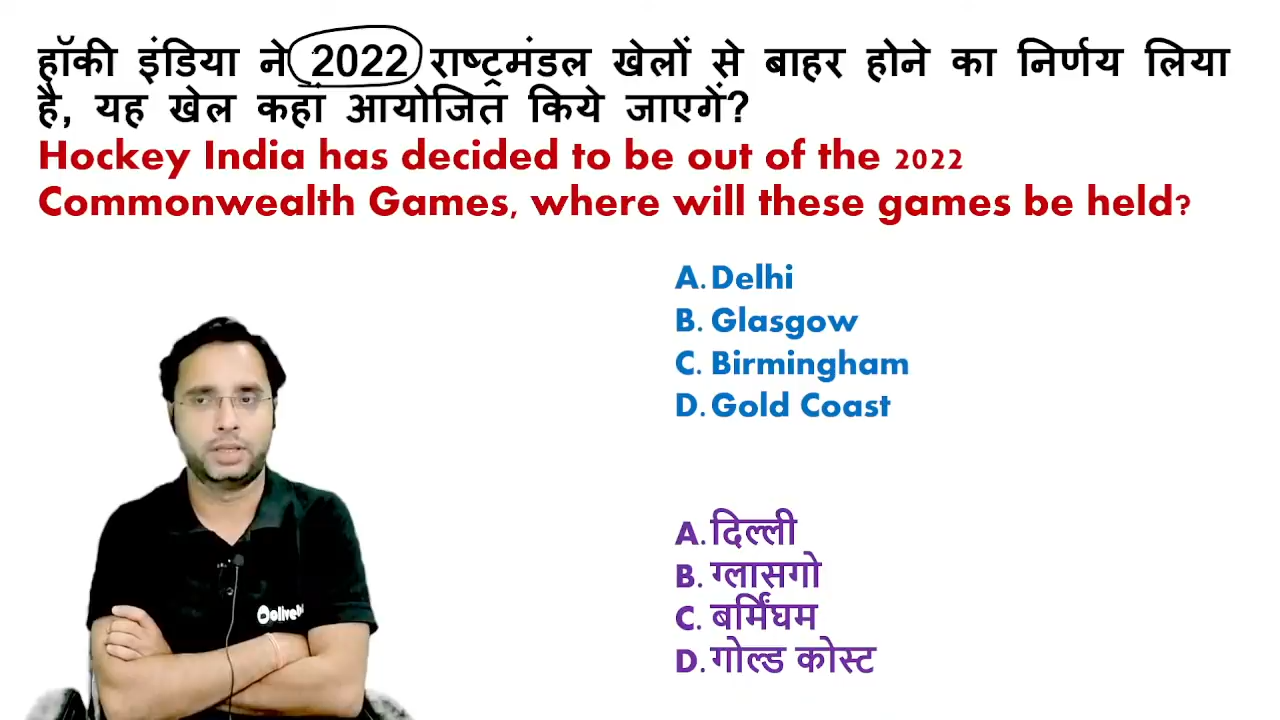 हॉकी इंडिया ने 2022 राष्ट्रमंडल खेलों से बाहर होने का निर्णय लिया
है, यह खेल कहां आयोजित किये जाएगें?
Hockey India has decided to be out of the 2022
Commonwealth Games, where will these games be held?
A. Delhi
B. Glasgow
C. Birmingham
D. Gold Coast
A. दिल्ली
B. ग्लासगो
C. बर्मिंघम
D. गोल्ड कोस्ट